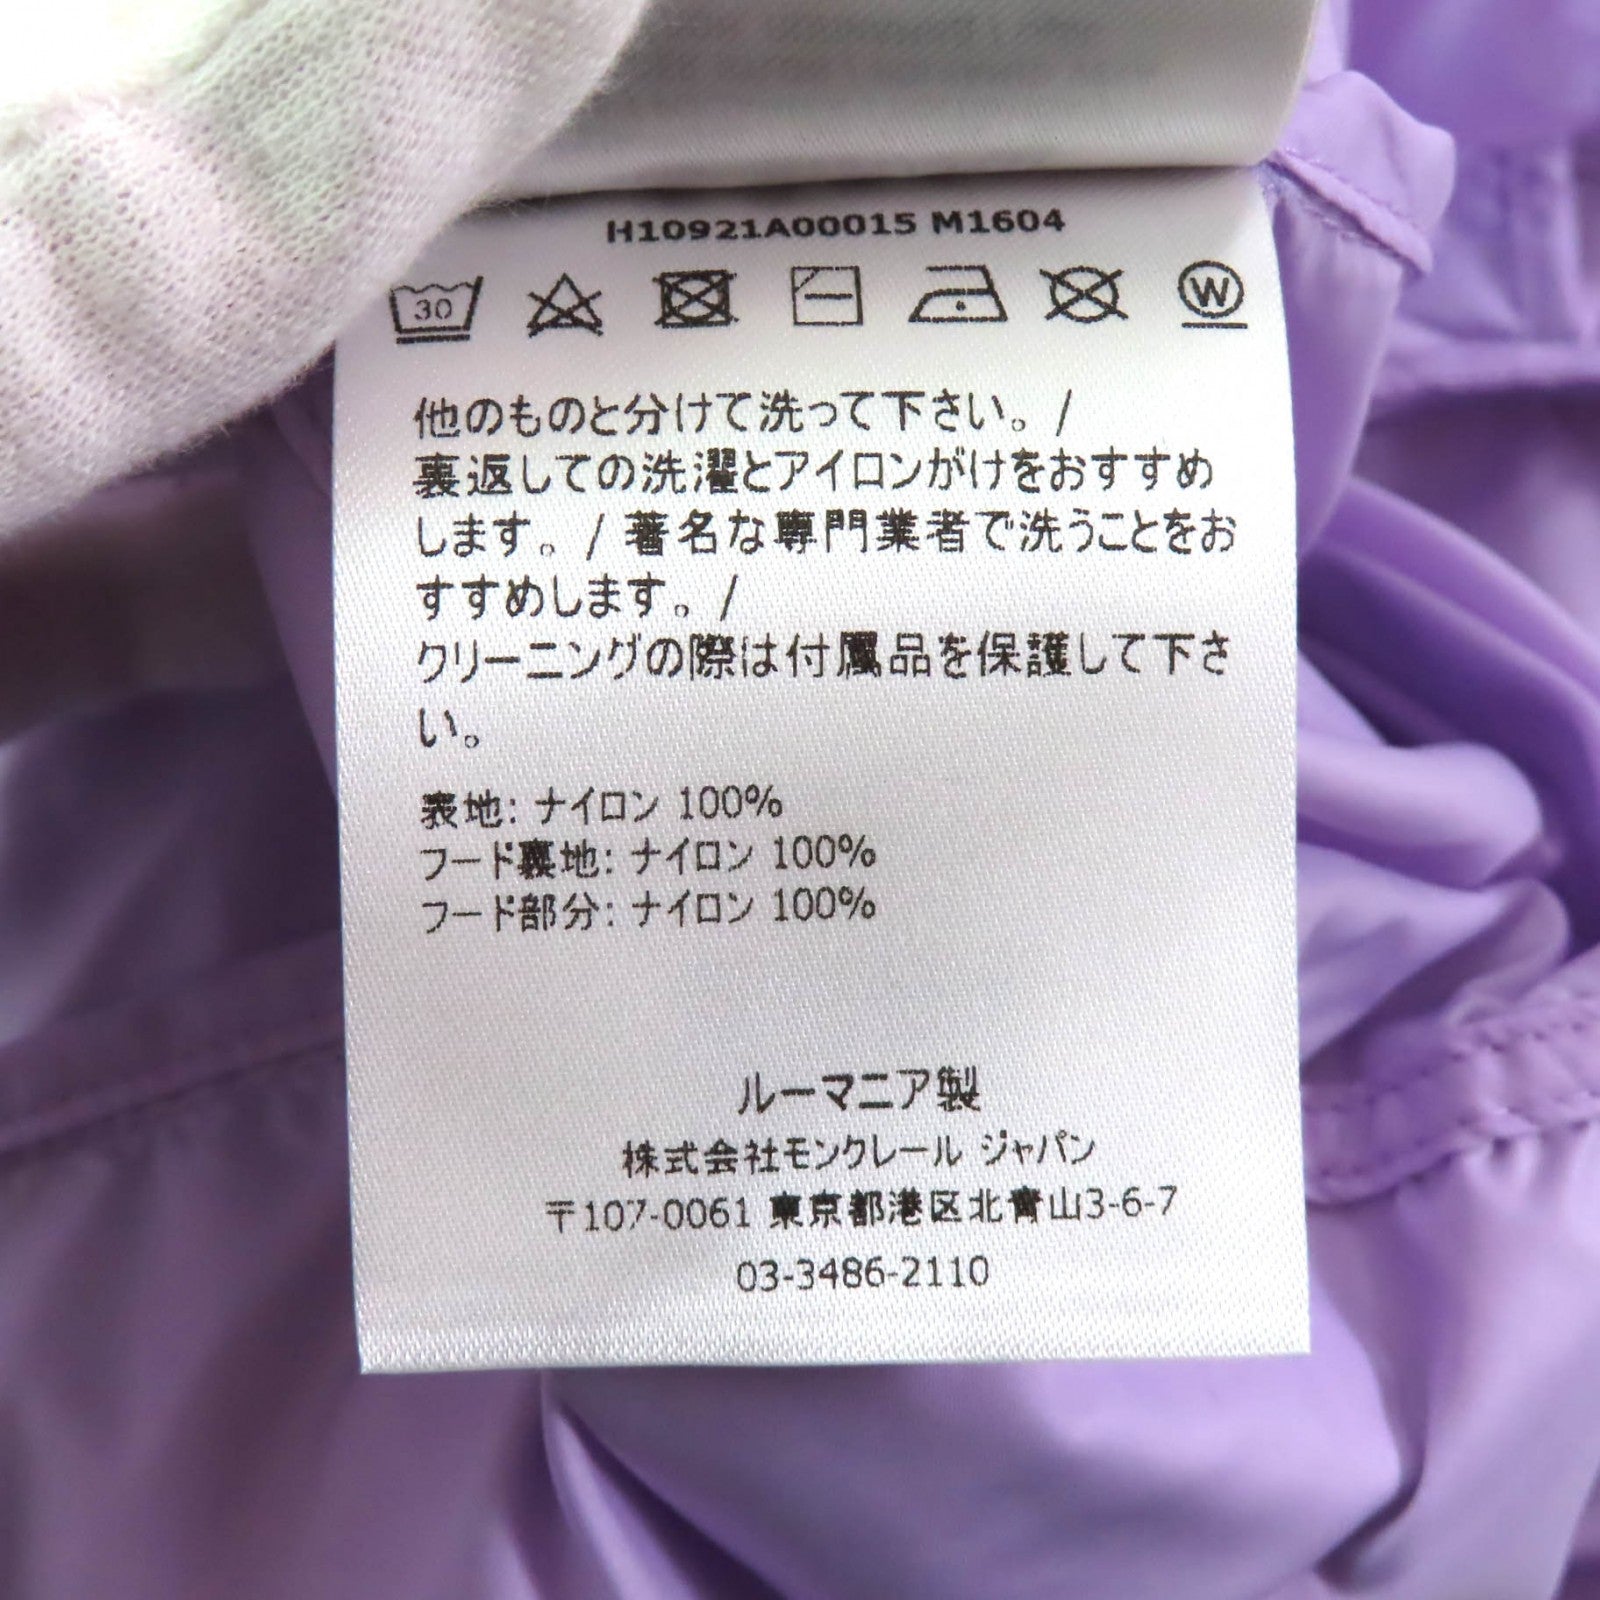 H10921A00015 M1604
30 W
他のものと分けて洗って下さい。/
裏返しての洗濯とアイロンがけをおすすめ
します。/ 著名な専門業者で洗うことをお
すすめします。/
クリーニングの際は付属品を保護して下さ
い。
表地: ナイロン 100%
フード裏地: ナイロン 100%
フード部分: ナイロン 100%
ルーマニア製
株式会社モンクレール ジャパン
〒107-0061 東京都港区北青山3-6-7
03-3486-2110